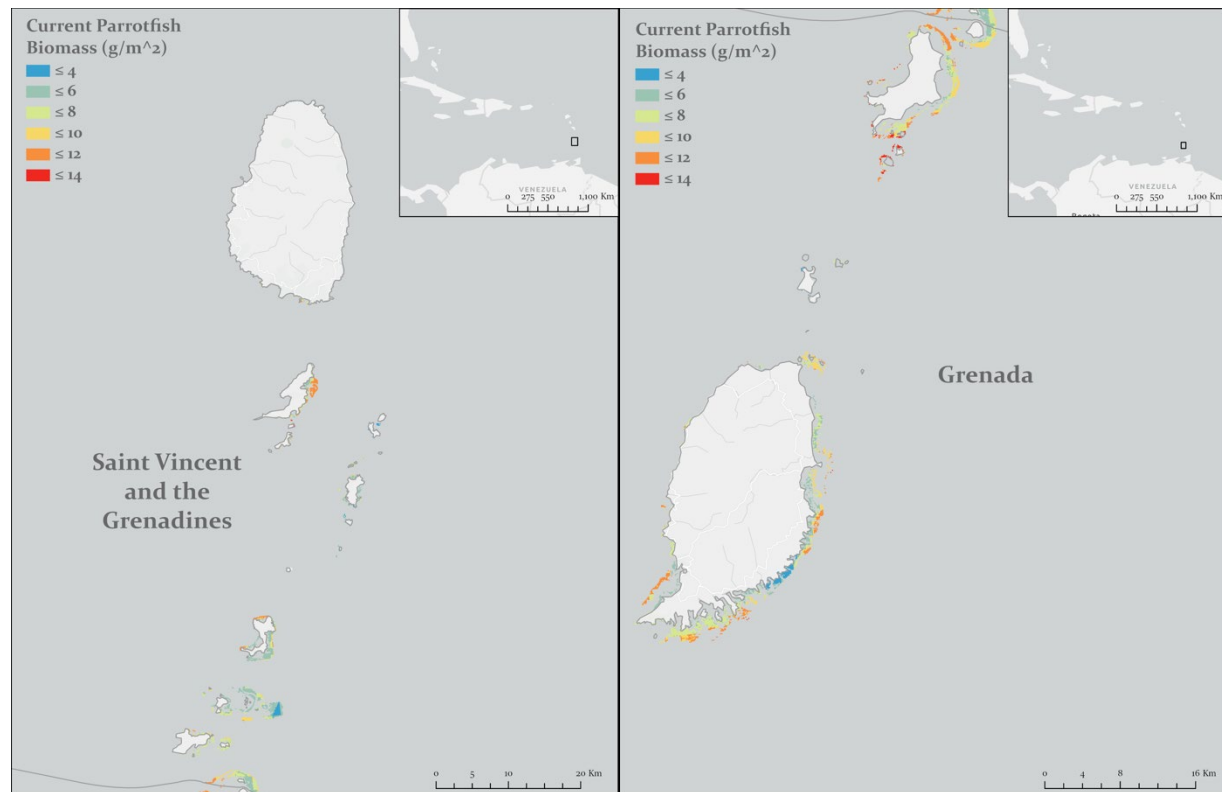 Current Parrotfish
Biomass (g/m^2)
≤ 4
≤ 6
≤ 8
≤ 10
≤ 12
≤ 14
VENEZUELA
0 275 550 1,100 Km
Saint Vincent
and the
Grenadines
0 5 10 20 Km
Current Parrotfish
Biomass (g/m^2)
≤ 4
≤ 6
≤ 8
≤ 10
≤ 12
≤ 14
VENEZUELA
0 275 550 1,100 Km
Grenada
0 4 8 16 Km